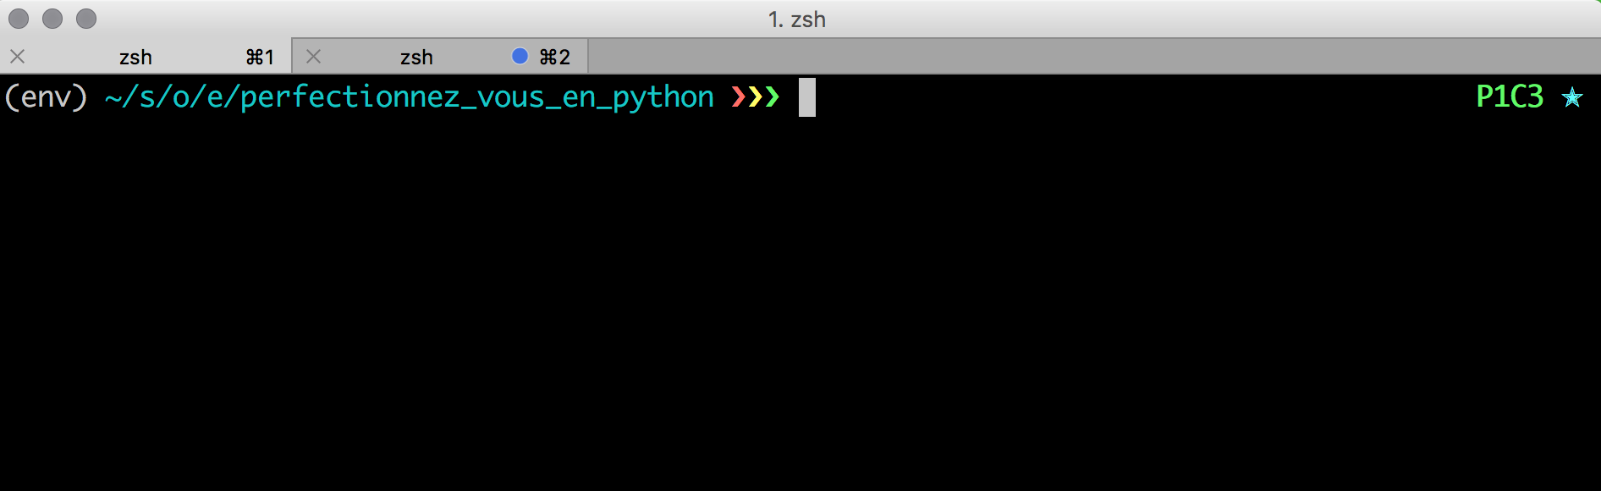 1. zsh
zsh ⌘1 zsh ⌘2
(env) ~/s/o/e/perfectionnez_vous_en_python ❯❯❯ P1C3 ✭